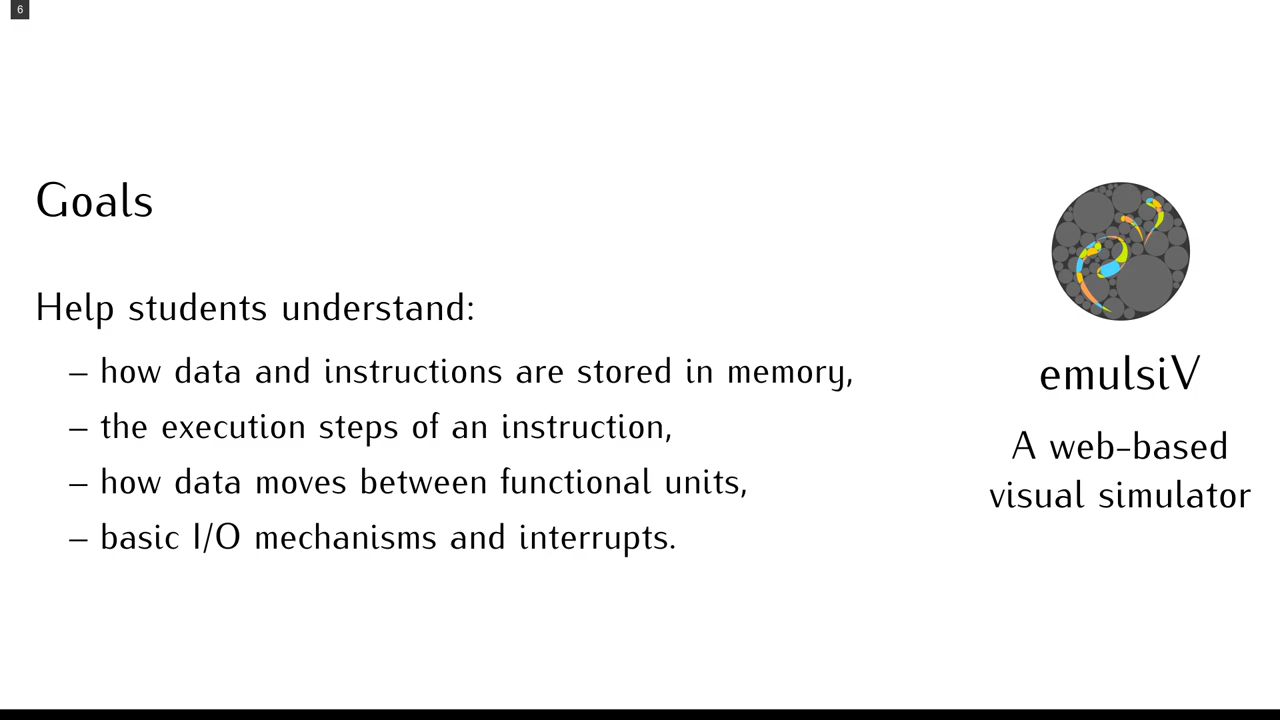 6
Goals
Help students understand:
– how data and instructions are stored in memory,
– the execution steps of an instruction,
– how data moves between functional units,
– basic I/O mechanisms and interrupts.
emulsiV
A web-based
visual simulator